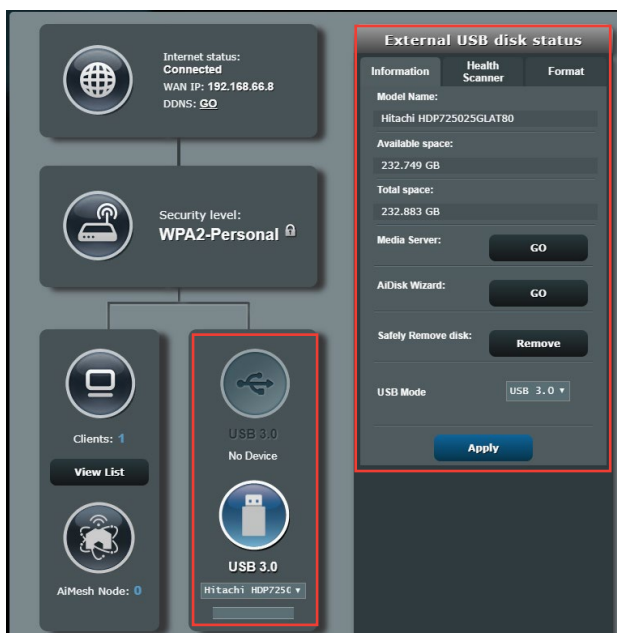 Internet status:
Connected
WAN IP: 192.168.66.8
DDNS: GO
Security level:
WPA2-Personal
Clients: 1
View List
AiMesh Node: 0
USB 3.0
No Device
USB 3.0
Hitachi HDP725C
External USB disk status
Information
Health
Scanner
Format
Model Name:
Hitachi HDP725025GLAT80
Available space:
232.749 GB
Total space:
232.883 GB
Media Server:
GO
AiDisk Wizard:
GO
Safely Remove disk:
Remove
USB Mode
USB 3.0
Apply